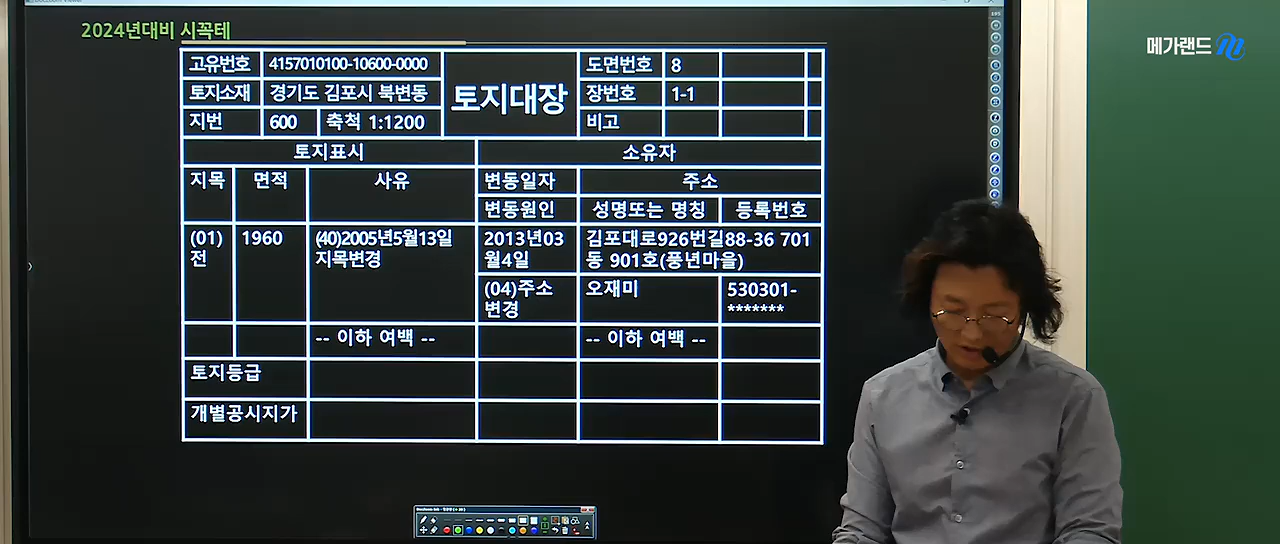 2024년대비 시꼭테
메가랜드
고유번호 4157010100-10600-0000 토지대장 도면번호 8
토지소재 경기도 김포시 북변동 장번호 1-1
지번 600 축척 1:1200 비고
토지표시 소유자
지목 면적 사유 변동일자 주소
변동원인 성명또는 명칭 등록번호
(01) 1960 (40)2005년5월13일 2013년03 김포대로926번길88-36 701
전 지목변경 월4일 동 901호(풍년마을)
(04)주소 오재미 530301-
변경 *******
-- 이하 여백 -- -- 이하 여백 --
토지등급
개별공시지가